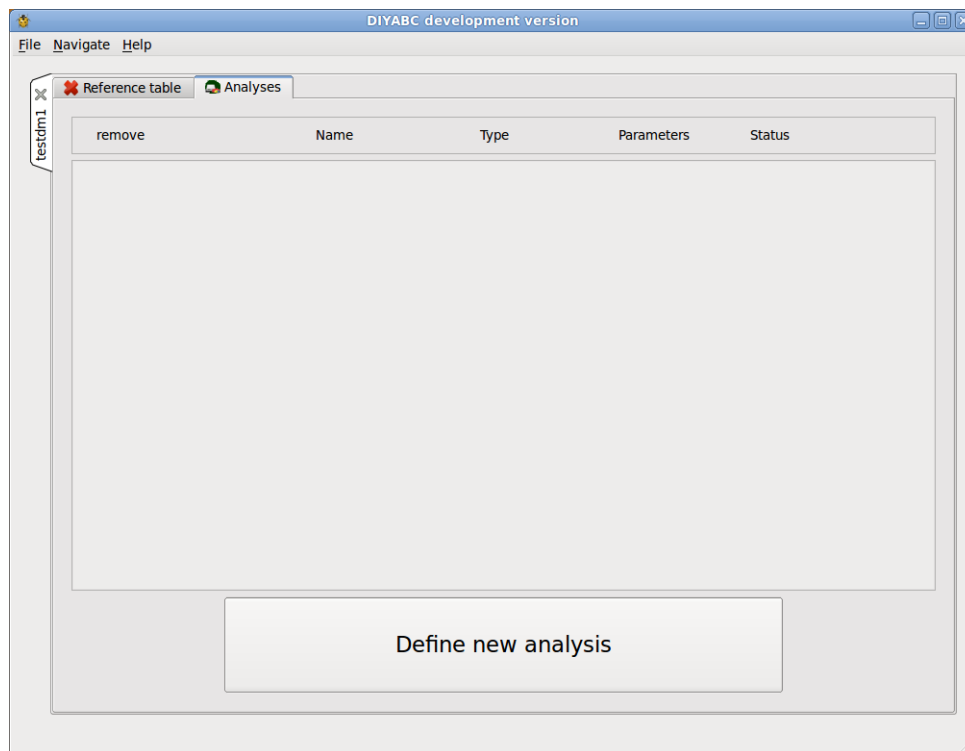 DIYABC development version
File Navigate Help
testdm1
Reference table Analyses
remove Name Type Parameters Status
Define new analysis